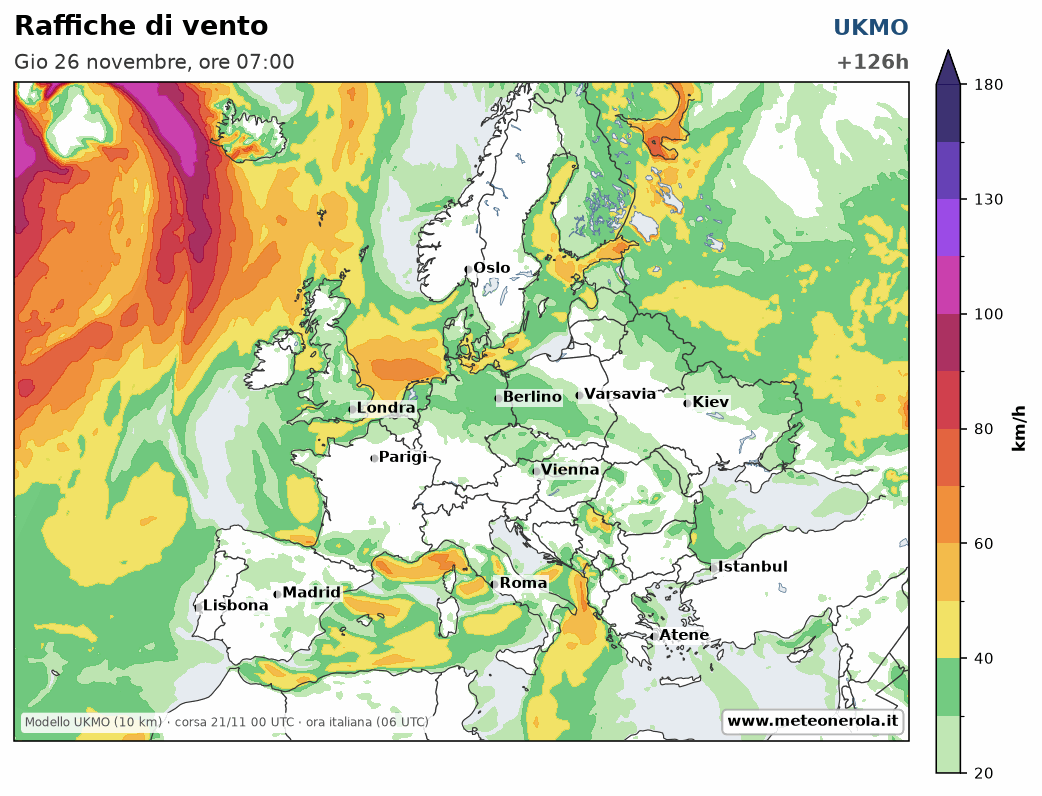 Raffiche di vento
UKMO
Gio 26 novembre, ore 07:00
+126h
180
130
100
80
60
40
20
km/h
Oslo
Londra
Berlino
Varsavia
Kiev
Parigi
Vienna
Istanbul
Roma
Madrid
Lisbona
Atene
Modello UKMO (10 km) · corsa 21/11 00 UTC · ora italiana (06 UTC)
www.meteonerola.it